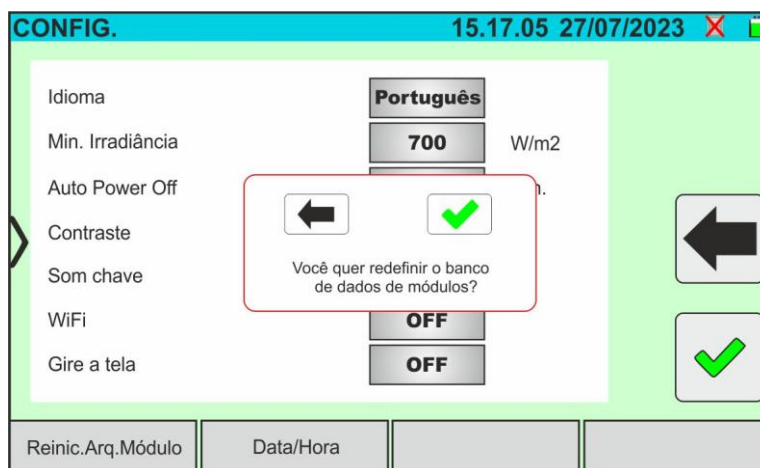 CONFIG. 15.17.05 27/07/2023
Idioma Português
Min. Irradiância 700 W/m2
Auto Power Off
Contraste
Som chave
Você quer redefinir o banco
de dados de módulos?
WiFi OFF
Gire a tela OFF
Reinic.Arq.Módulo Data/Hora